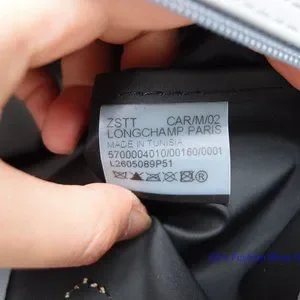 ZSTT CAR/M/02
LONGCHAMP PARIS
MADE IN TUNISIA
5700004010/00160/0001
L2605089P51